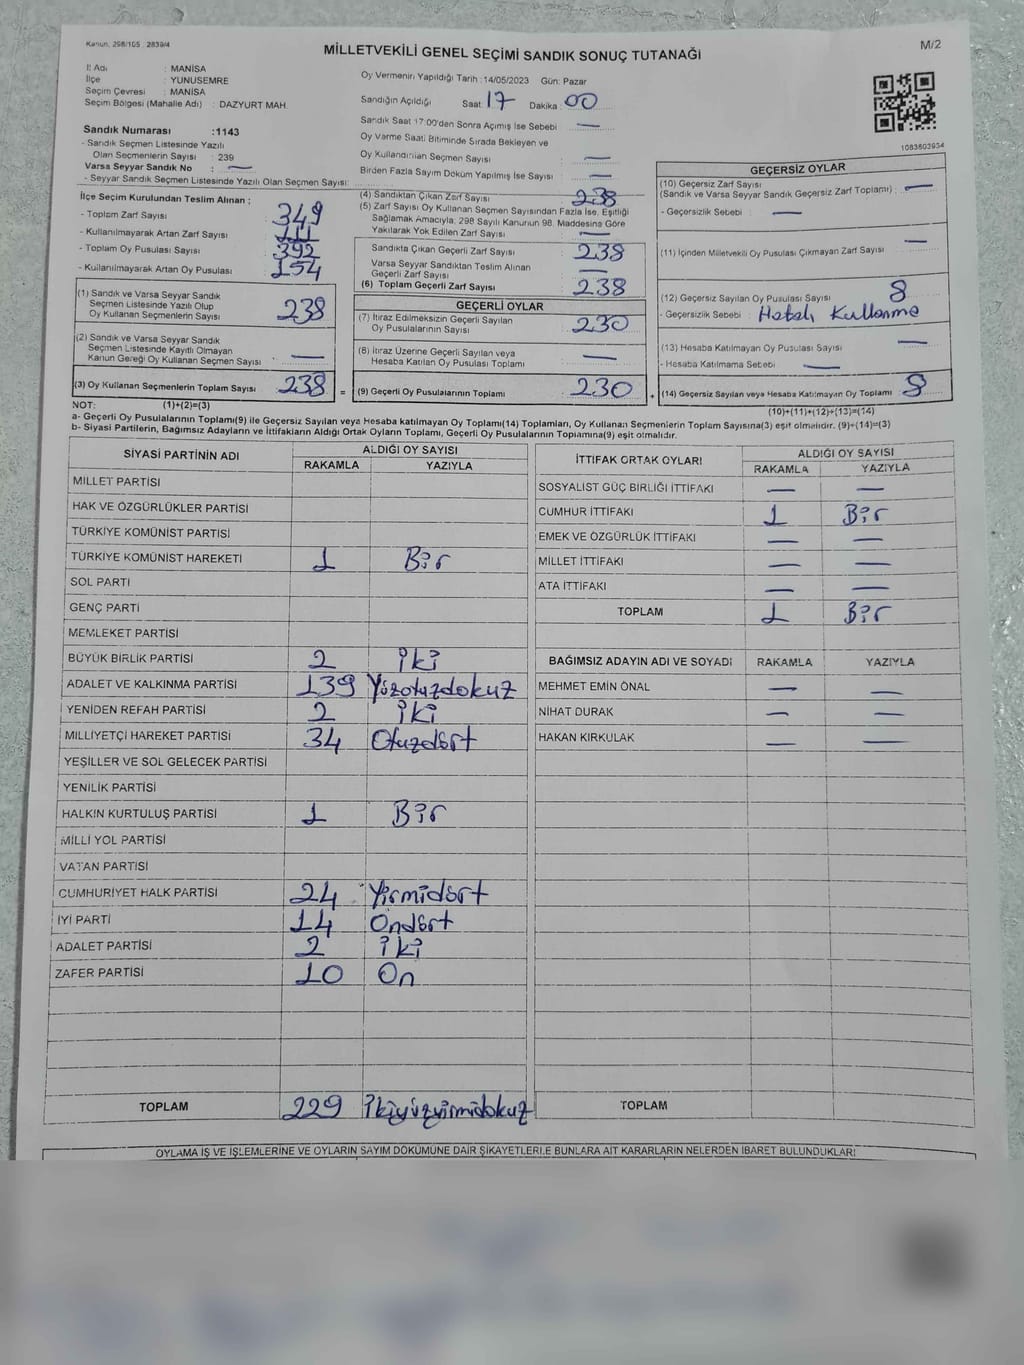 Kanun, 298/105 : 2839/4
MİLLETVEKİLİ GENEL SEÇİMİ SANDIK SONUÇ TUTANAĞI
M/2
İl Adı : MANİSA
İlçe : YUNUSEMRE
Seçim Çevresi : MANİSA
Seçim Bölgesi (Mahalle Adı) : DAZYURT MAH.
Sandık Numarası :1143
- Sandık Seçmen Listesinde Yazılı
Olan Seçmenlerin Sayısı : 239
Varsa Seyyar Sandık No : —
- Seyyar Sandık Seçmen Listesinde Yazılı Olan Seçmen Sayısı:
Oy Vermenin Yapıldığı Tarih :14/05/2023 Gün: Pazar
Sandığın Açıldığı Saat: 17 Dakika: 00
Sandık Saat 17:00'den Sonra Açımış İse Sebebi —
Oy Verme Saati Bitiminde Sırada Bekleyen ve
Oy Kullandırılan Seçmen Sayısı —
Birden Fazla Sayım Döküm Yapılmış İse Sayısı —
1083603934
İlçe Seçim Kurulundan Teslim Alınan ;
- Toplam Zarf Sayısı 349
- Kullanılmayarak Artan Zarf Sayısı 111
- Toplam Oy Pusulası Sayısı 392
- Kullanılmayarak Artan Oy Pusulası 154
(1) Sandık ve Varsa Seyyar Sandık
Seçmen Listesinde Yazılı Olup
Oy Kullanan Seçmenlerin Sayısı 238
(2) Sandık ve Varsa Seyyar Sandık
Seçmen Listesinde Kayıtlı Olmayan
Kanun Gereği Oy Kullanan Seçmen Sayısı —
(3) Oy Kullanan Seçmenlerin Toplam Sayısı 238 =
(4) Sandıktan Çıkan Zarf Sayısı 238
(5) Zarf Sayısı Oy Kullanan Seçmen Sayısından Fazla İse, Eşitliği
Sağlamak Amacıyla, 298 Sayılı Kanunun 98. Maddesine Göre
Yakılarak Yok Edilen Zarf Sayısı —
Sandıkta Çıkan Geçerli Zarf Sayısı 238
Varsa Seyyar Sandıktan Teslim Alınan
Geçerli Zarf Sayısı —
(6) Toplam Geçerli Zarf Sayısı 238
GEÇERLİ OYLAR
(7) İtiraz Edilmeksizin Geçerli Sayılan
Oy Pusulalarının Sayısı 230
(8) İtiraz Üzerine Geçerli Sayılan veya
Hesaba Katılan Oy Pusulası Toplamı —
(9) Geçerli Oy Pusulalarının Toplamı 230 +
GEÇERSİZ OYLAR
(10) Geçersiz Zarf Sayısı
(Sandık ve Varsa Seyyar Sandık Geçersiz Zarf Toplamı) —
- Geçersizlik Sebebi : —
(11) İçinden Milletvekili Oy Pusulası Çıkmayan Zarf Sayısı —
(12) Geçersiz Sayılan Oy Pusulası Sayısı 8
- Geçersizlik Sebebi : Hatalı Kullanma
(13) Hesaba Katılmayan Oy Pusulası Sayısı —
- Hesaba Katılmama Sebebi —
(14) Geçersiz Sayılan veya Hesaba Katılmayan Oy Toplamı 8
NOT: (1)+(2)=(3)
(10)+(11)+(12)+(13)=(14)
a- Geçerli Oy Pusulalarının Toplamı(9) ile Geçersiz Sayılan veya Hesaba katılmayan Oy Toplamı(14) Toplamları, Oy Kullanan Seçmenlerin Toplam Sayısına(3) eşit olmalıdır. (9)+(14)=(3)
b- Siyasi Partilerin, Bağımsız Adayların ve İttifakların Aldığı Ortak Oyların Toplamı, Geçerli Oy Pusulalarının Toplamına(9) eşit olmalıdır.
SİYASİ PARTİNİN ADI ALDIĞI OY SAYISI
RAKAMLA YAZIYLA
MİLLET PARTİSİ
HAK VE ÖZGÜRLÜKLER PARTİSİ
TÜRKİYE KOMÜNİST PARTİSİ
TÜRKİYE KOMÜNİST HAREKETİ 1 Bir
SOL PARTİ
GENÇ PARTİ
MEMLEKET PARTİSİ
BÜYÜK BİRLİK PARTİSİ 2 iki
ADALET VE KALKINMA PARTİSİ 139 Yüzotuzdokuz
YENİDEN REFAH PARTİSİ 2 iki
MİLLİYETÇİ HAREKET PARTİSİ 34 Otuzdört
YEŞİLLER VE SOL GELECEK PARTİSİ
YENİLİK PARTİSİ
HALKIN KURTULUŞ PARTİSİ 1 Bir
MİLLİ YOL PARTİSİ
VATAN PARTİSİ
CUMHURİYET HALK PARTİSİ 24 Yirmidört
İYİ PARTİ 14 Ondört
ADALET PARTİSİ 2 iki
ZAFER PARTİSİ 10 On
TOPLAM 229 ikiyüzyirmidokuz
İTTİFAK ORTAK OYLARI ALDIĞI OY SAYISI
RAKAMLA YAZIYLA
SOSYALİST GÜÇ BİRLİĞİ İTTİFAKI — —
CUMHUR İTTİFAKI 1 Bir
EMEK VE ÖZGÜRLÜK İTTİFAKI — —
MİLLET İTTİFAKI — —
ATA İTTİFAKI — —
TOPLAM 1 Bir
BAĞIMSIZ ADAYIN ADI VE SOYADI RAKAMLA YAZIYLA
MEHMET EMİN ÖNAL — —
NİHAT DURAK — —
HAKAN KIRKULAK — —
TOPLAM
OYLAMA İŞ VE İŞLEMLERİNE VE OYLARIN SAYIM DÖKÜMÜNE DAİR ŞİKAYETLERLE BUNLARA AİT KARARLARIN NELERDEN İBARET BULUNDUKLARI